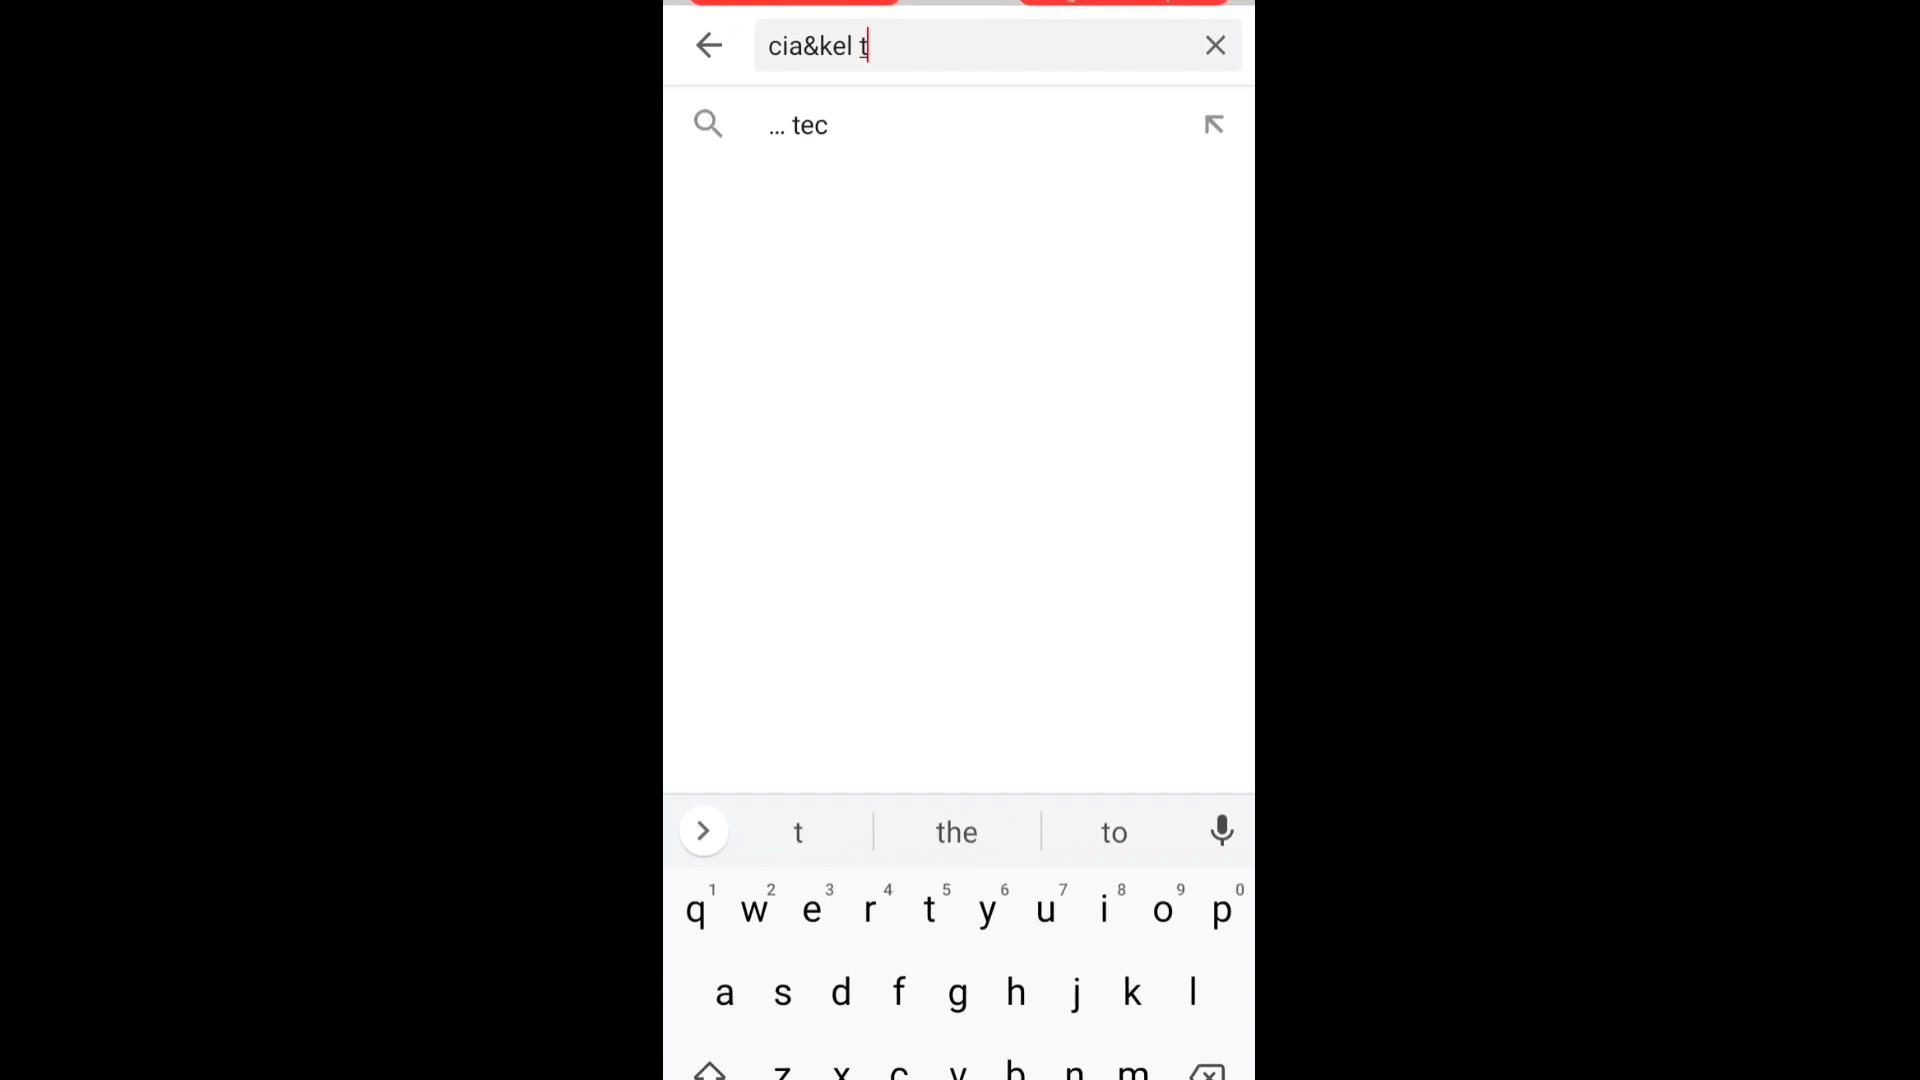 cia&kel t
... tec
t the to
1 2 3 4 5 6 7 8 9 0
q w e r t y u i o p
a s d f g h j k l
z x c v b n m